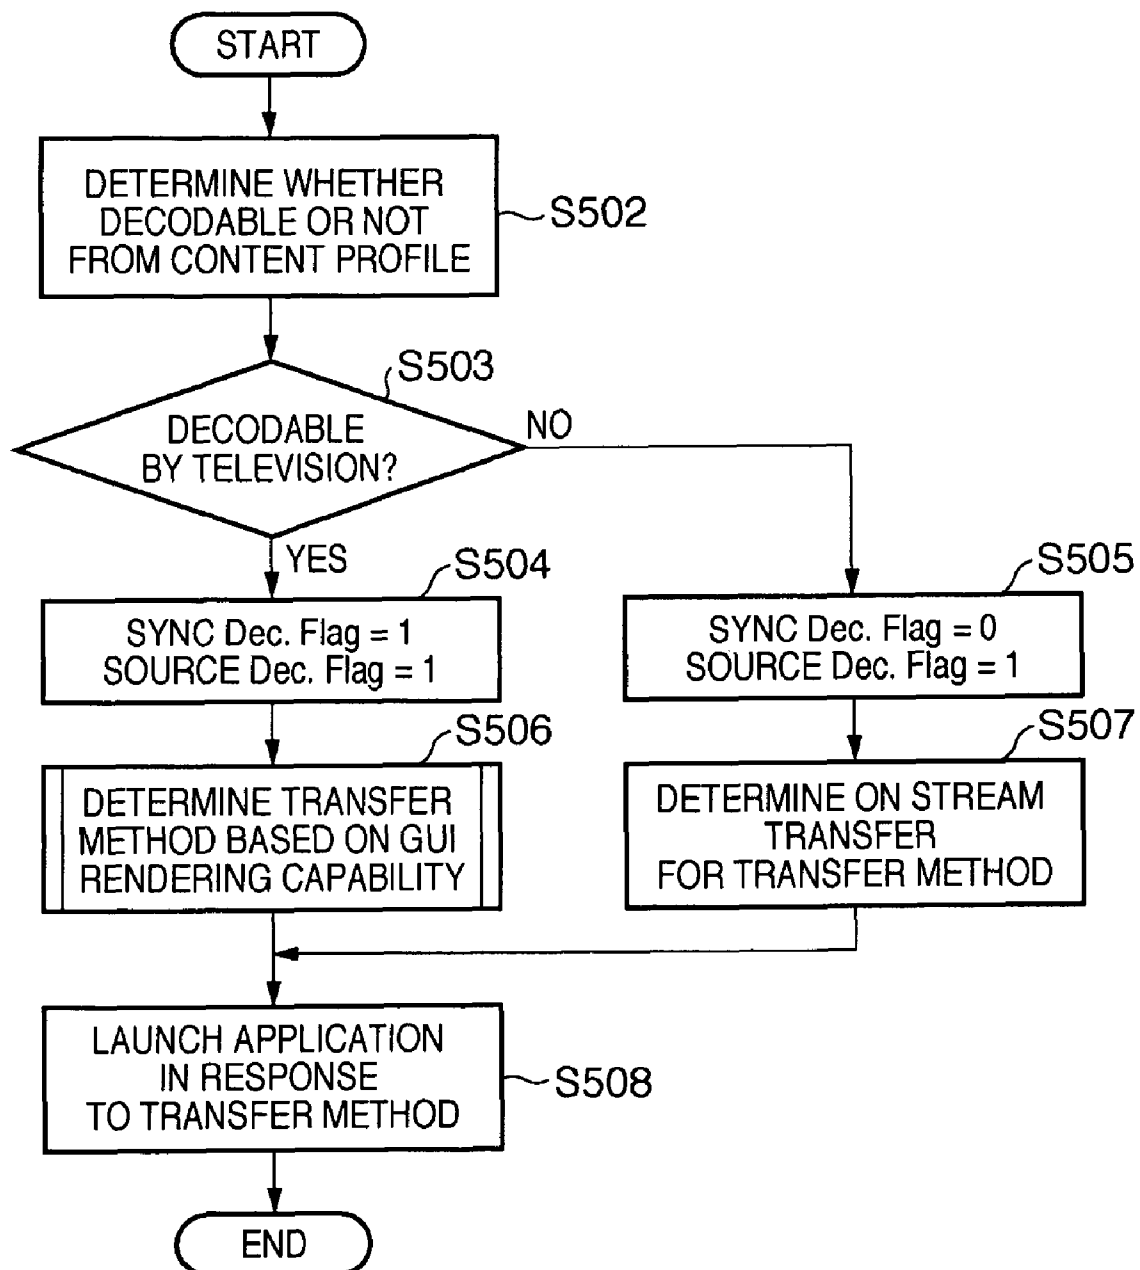 START
DETERMINE WHETHER
DECODABLE OR NOT
FROM CONTENT PROFILE
S502
S503
DECODABLE
BY TELEVISION?
NO
YES
S504
SYNC Dec. Flag = 1
SOURCE Dec. Flag = 1
S505
SYNC Dec. Flag = 0
SOURCE Dec. Flag = 1
S506
DETERMINE TRANSFER
METHOD BASED ON GUI
RENDERING CAPABILITY
S507
DETERMINE ON STREAM
TRANSFER
FOR TRANSFER METHOD
LAUNCH APPLICATION
IN RESPONSE
TO TRANSFER METHOD
S508
END